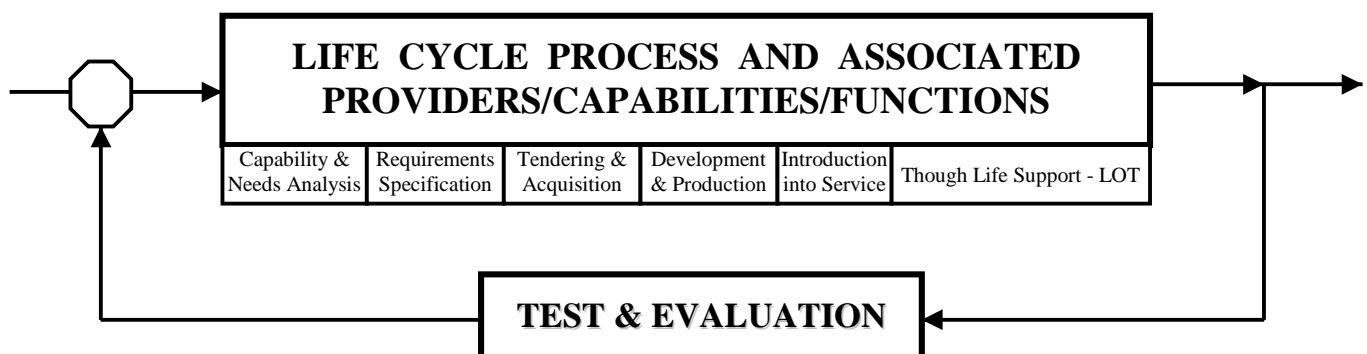 LIFE CYCLE PROCESS AND ASSOCIATED
PROVIDERS/CAPABILITIES/FUNCTIONS
Capability &
Needs Analysis
Requirements
Specification
Tendering &
Acquisition
Development
& Production
Introduction
into Service
Though Life Support - LOT
TEST & EVALUATION